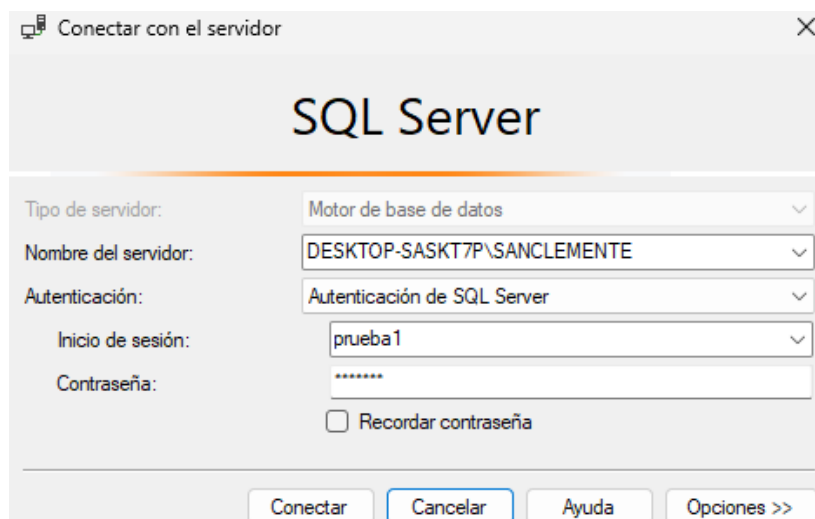 Conectar con el servidor
SQL Server
Tipo de servidor: Motor de base de datos
Nombre del servidor: DESKTOP-SASKT7P\SANCLEMENTE
Autenticación: Autenticación de SQL Server
Inicio de sesión: prueba1
Contraseña: *******
Recordar contraseña
Conectar Cancelar Ayuda Opciones >>